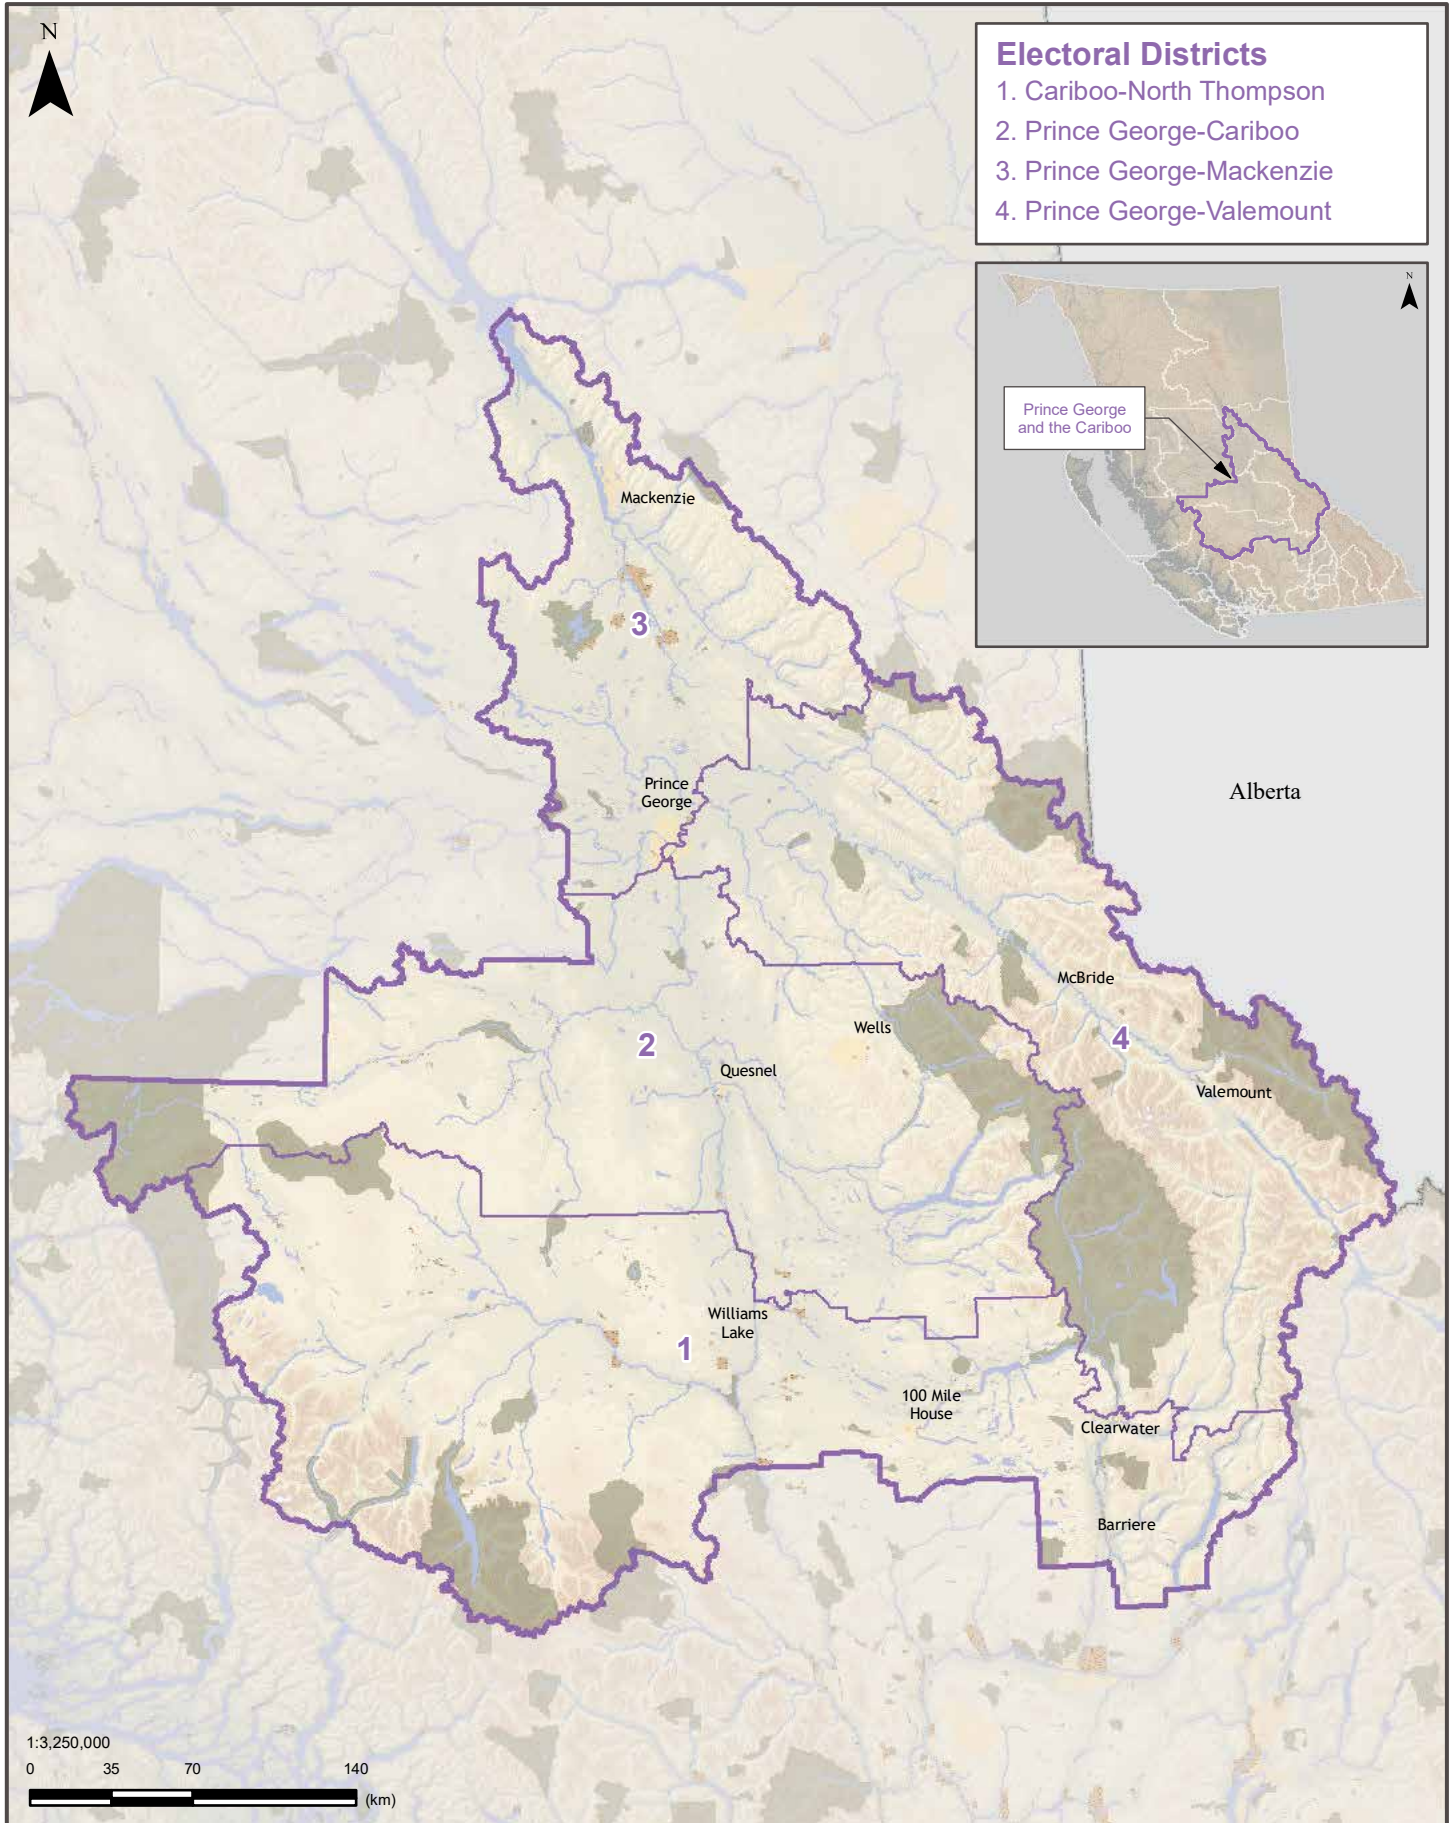 N
Electoral Districts
1. Cariboo-North Thompson
2. Prince George-Cariboo
3. Prince George-Mackenzie
4. Prince George-Valemount
N
Prince George
and the Cariboo
Mackenzie
3
Prince
George
Alberta
McBride
Wells
4
2
Quesnel
Valemount
Williams
Lake
1
100 Mile
House
Clearwater
Barriere
1:3,250,000
0 35 70 140
(km)